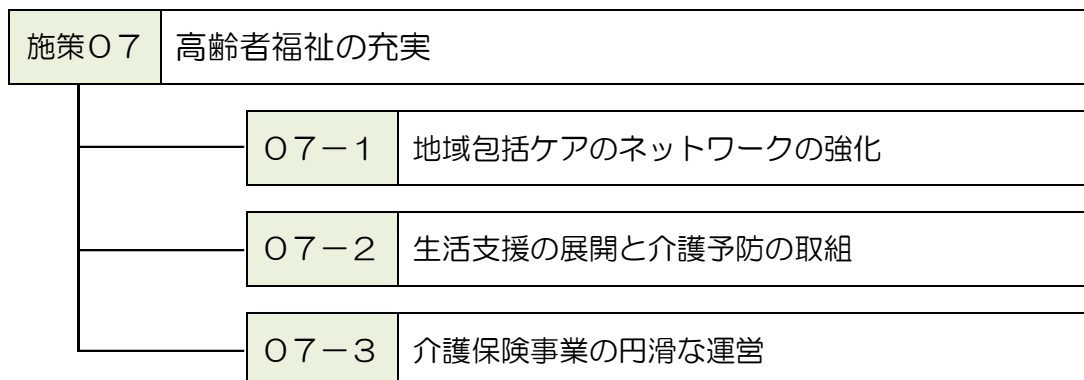 施策０７ 高齢者福祉の充実
０７－１ 地域包括ケアのネットワークの強化
０７－２ 生活支援の展開と介護予防の取組
０７－３ 介護保険事業の円滑な運営